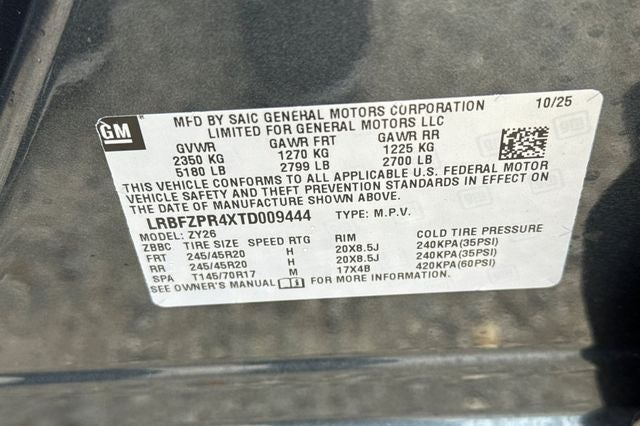 GM
MFD BY SAIC GENERAL MOTORS CORPORATION 10/25
LIMITED FOR GENERAL MOTORS LLC
GVWR GAWR FRT GAWR RR
2350 KG 1270 KG 1225 KG
5180 LB 2799 LB 2700 LB
THIS VEHICLE CONFORMS TO ALL APPLICABLE U.S. FEDERAL MOTOR
VEHICLE SAFETY AND THEFT PREVENTION STANDARDS IN EFFECT ON
THE DATE OF MANUFACTURE SHOWN ABOVE.
LRBFZPR4XTD009444 TYPE: M.P.V.
MODEL: ZY26
ZBBC TIRE SIZE SPEED RTG RIM COLD TIRE PRESSURE
FRT 245/45R20 H 20X8.5J 240KPA(35PSI)
RR 245/45R20 H 20X8.5J 240KPA(35PSI)
SPA T145/70R17 M 17X4B 420KPA(60PSI)
SEE OWNER'S MANUAL FOR MORE INFORMATION.